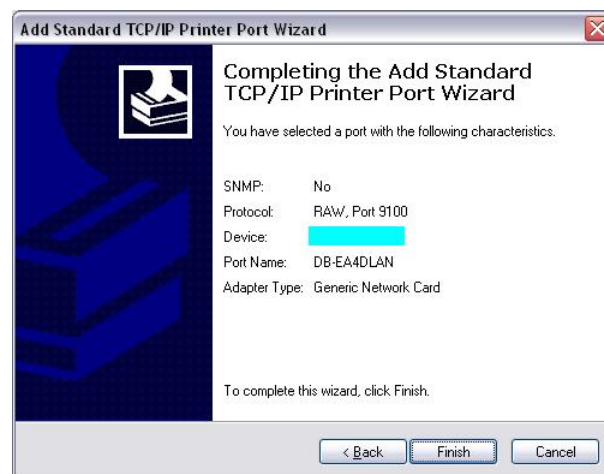 Add Standard TCP/IP Printer Port Wizard
Completing the Add Standard
TCP/IP Printer Port Wizard
You have selected a port with the following characteristics.
SNMP: No
Protocol: RAW, Port 9100
Device:
Port Name: DB-EA4DLAN
Adapter Type: Generic Network Card
To complete this wizard, click Finish.
< Back Finish Cancel